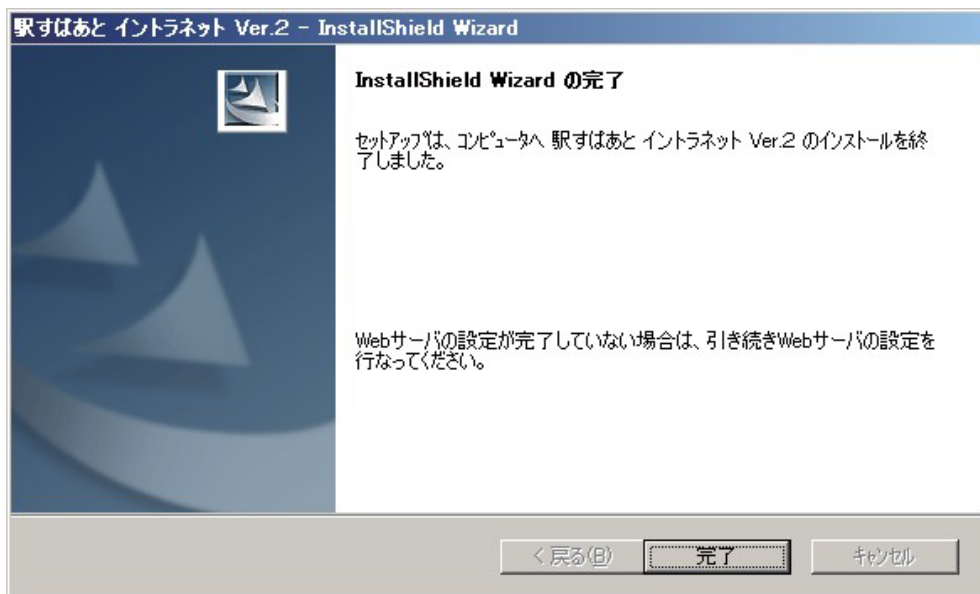 駅すぱあと イントラネット Ver.2 - InstallShield Wizard
InstallShield Wizard の完了
セットアップは、コンピュータへ 駅すぱあと イントラネット Ver.2 のインストールを終
了しました。
Webサーバの設定が完了していない場合は、引き続きWebサーバの設定を
行なってください。
< 戻る(B)
完了
キャンセル